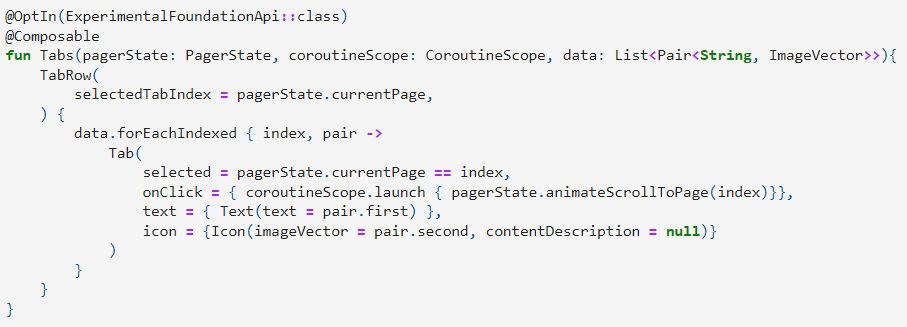 @OptIn(ExperimentalFoundationApi::class)
@Composable
fun Tabs(pagerState: PagerState, coroutineScope: CoroutineScope, data: List<Pair<String, ImageVector>>){
    TabRow(
        selectedTabIndex = pagerState.currentPage,
    ) {
        data.forEachIndexed { index, pair ->
            Tab(
                selected = pagerState.currentPage == index,
                onClick = { coroutineScope.launch { pagerState.animateScrollToPage(index)}},
                text = { Text(text = pair.first) },
                icon = {Icon(imageVector = pair.second, contentDescription = null)}
            )
        }
    }
}